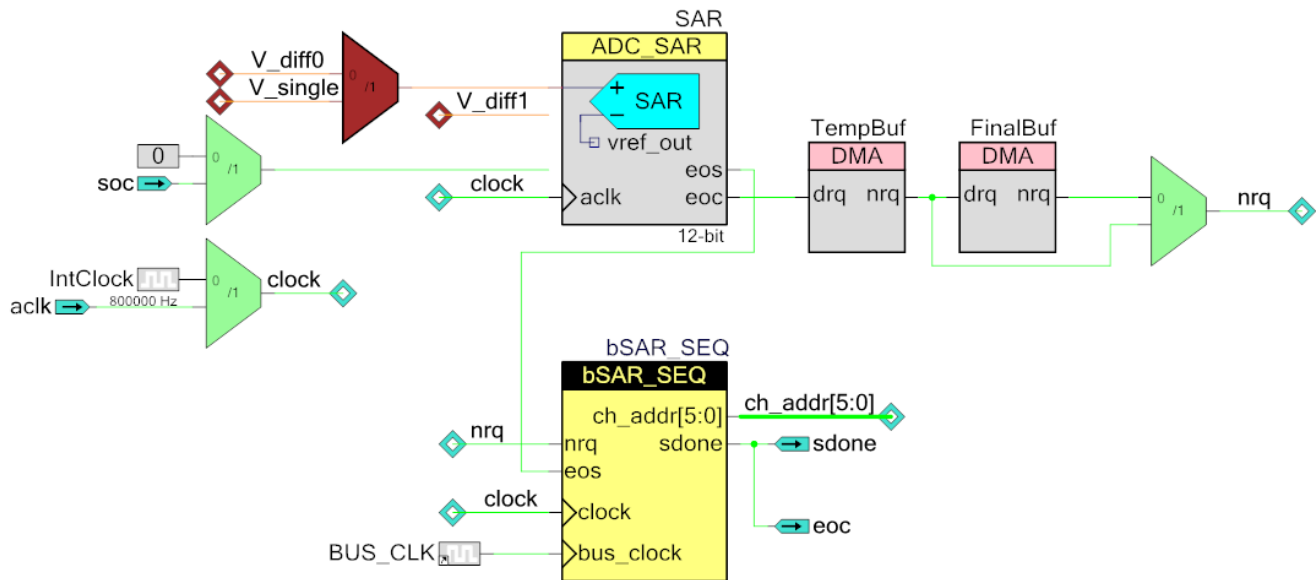 SAR
ADC_SAR
V_diff0
0
/1
V_single
V_diff1
+
SAR
−
vref_out
eos
eoc
0
soc
0
/1
clock
aclk
12-bit
TempBuf
DMA
drq
nrq
FinalBuf
DMA
drq
nrq
0
/1
nrq
IntClock
800000 Hz
aclk
0
/1
clock
bSAR_SEQ
bSAR_SEQ
ch_addr[5:0]
ch_addr[5:0]
nrq
nrq
sdone
sdone
eos
clock
clock
eoc
BUS_CLK
bus_clock